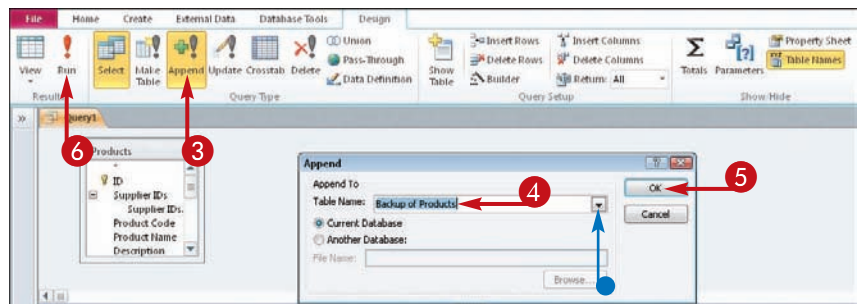 File Home Create External Data Database Tools Design
View Run Select Make Table Append Update Crosstab Delete
Union
Pass-Through
Data Definition
Show Table
Insert Rows
Delete Rows
Builder
Insert Columns
Delete Columns
Return: All
Totals Parameters
Property Sheet
Table Names
Results Query Type Query Setup Show/Hide
Query1
6
3
Products
*
ID
Supplier IDs
Supplier IDs.
Product Code
Product Name
Description
Append
Append To
Table Name: Backup of Products
4
Current Database
Another Database:
File Name:
Browse...
OK
5
Cancel